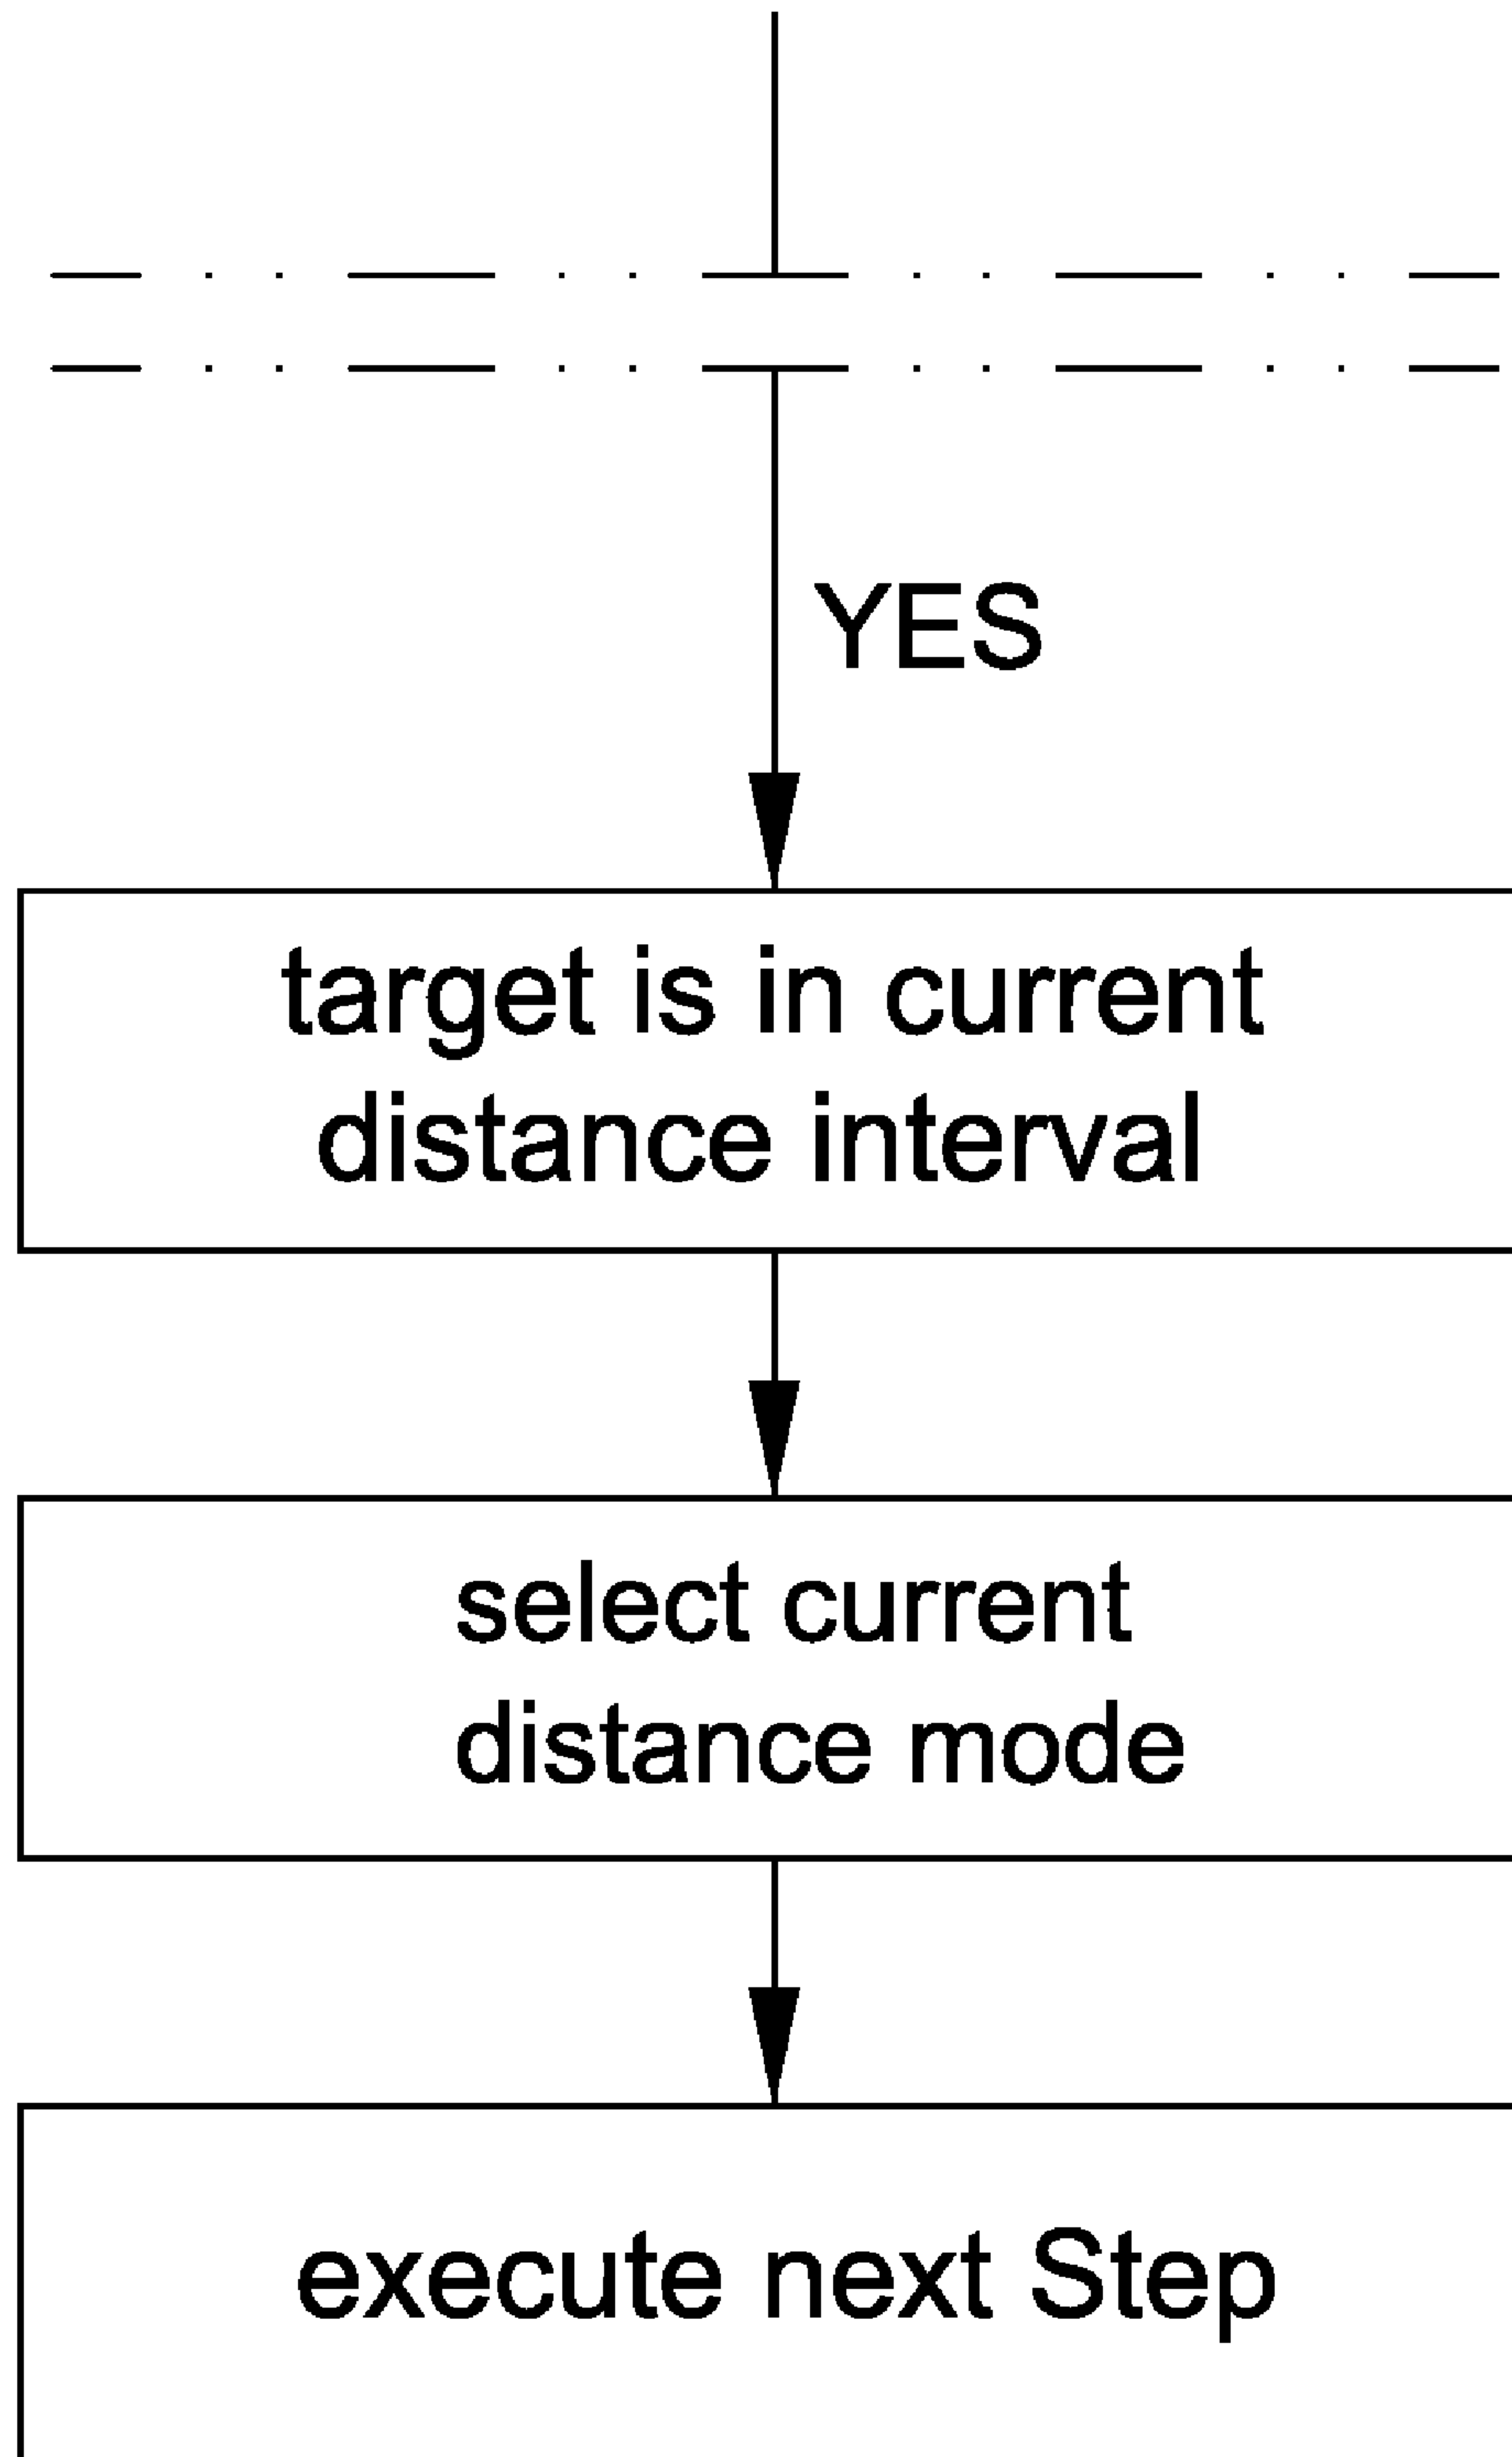 YES
target is in current
distance interval
select current
distance mode
execute next Step